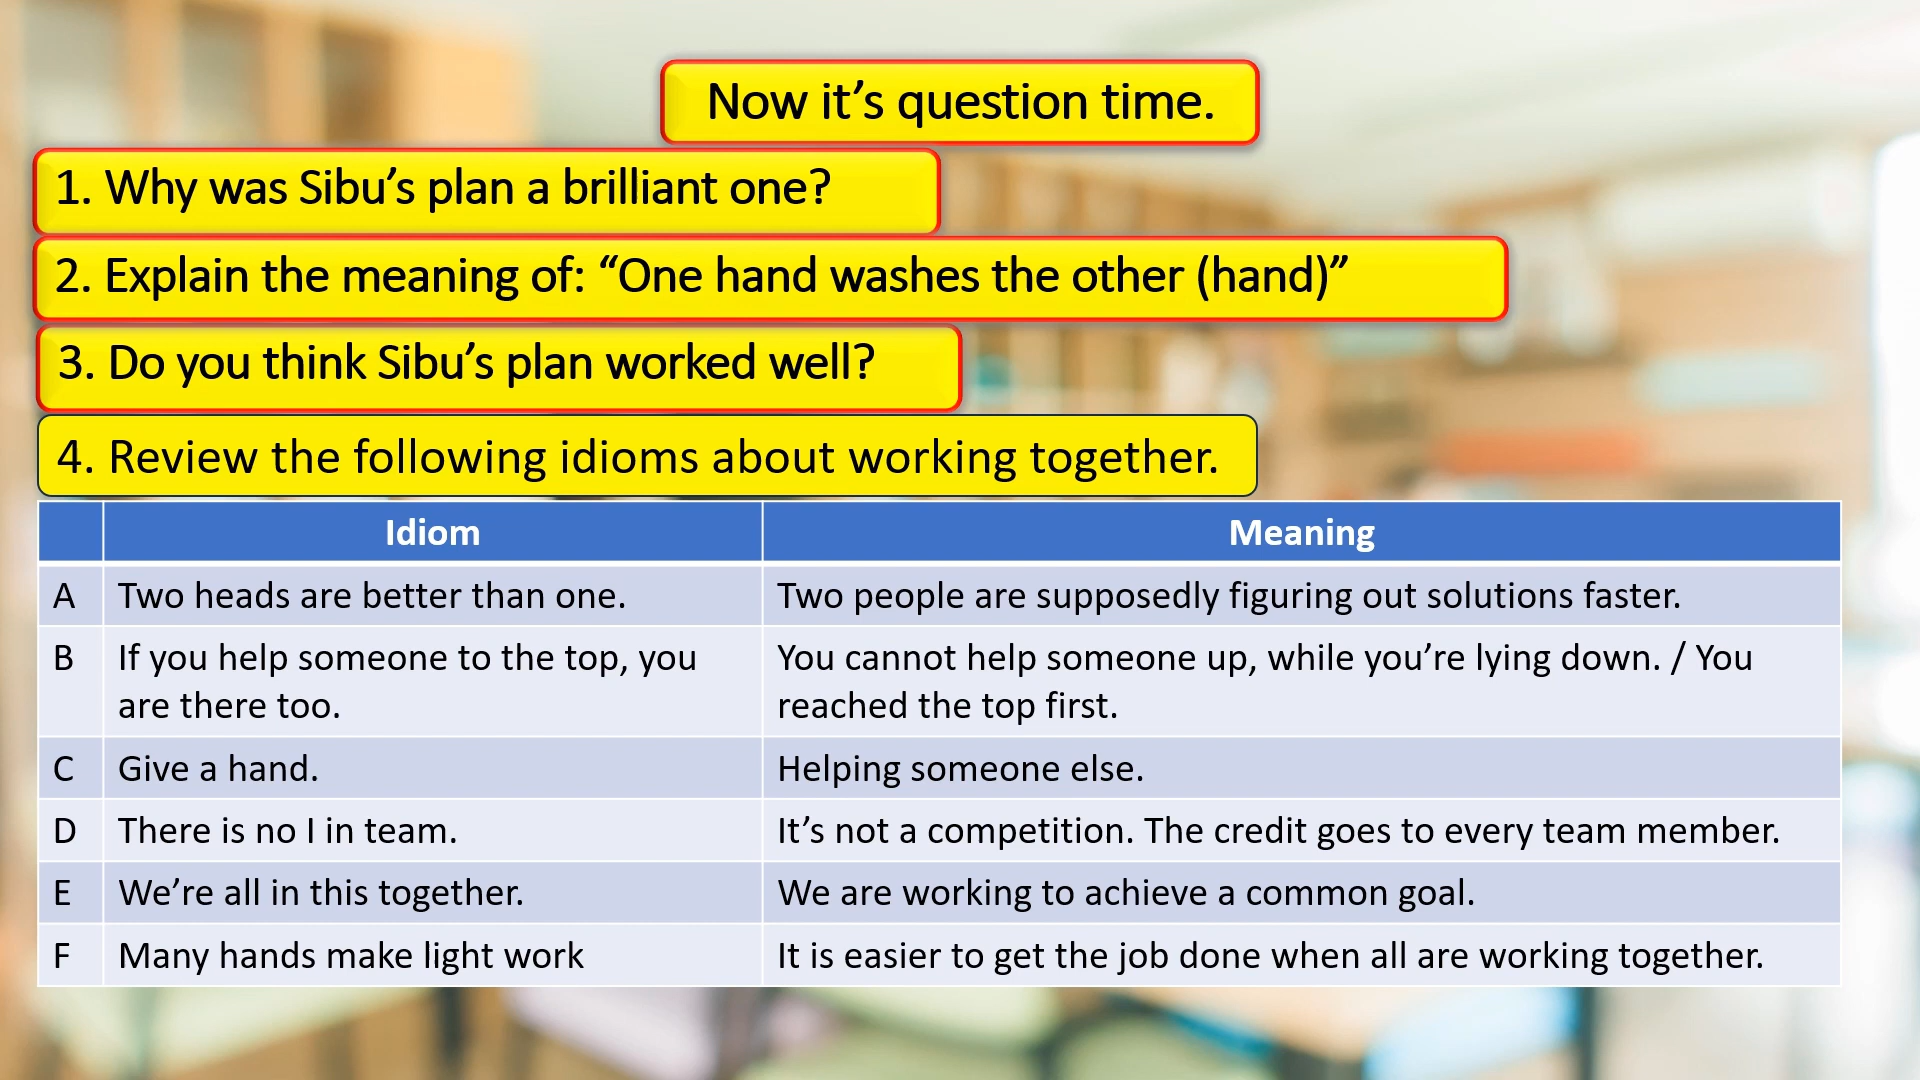 Now it’s question time.
1. Why was Sibu’s plan a brilliant one?
2. Explain the meaning of: “One hand washes the other (hand)”
3. Do you think Sibu’s plan worked well?
4. Review the following idioms about working together.
Idiom Meaning
A Two heads are better than one. Two people are supposedly figuring out solutions faster.
B If you help someone to the top, you You cannot help someone up, while you’re lying down. / You
are there too. reached the top first.
C Give a hand. Helping someone else.
D There is no I in team. It’s not a competition. The credit goes to every team member.
E We’re all in this together. We are working to achieve a common goal.
F Many hands make light work It is easier to get the job done when all are working together.